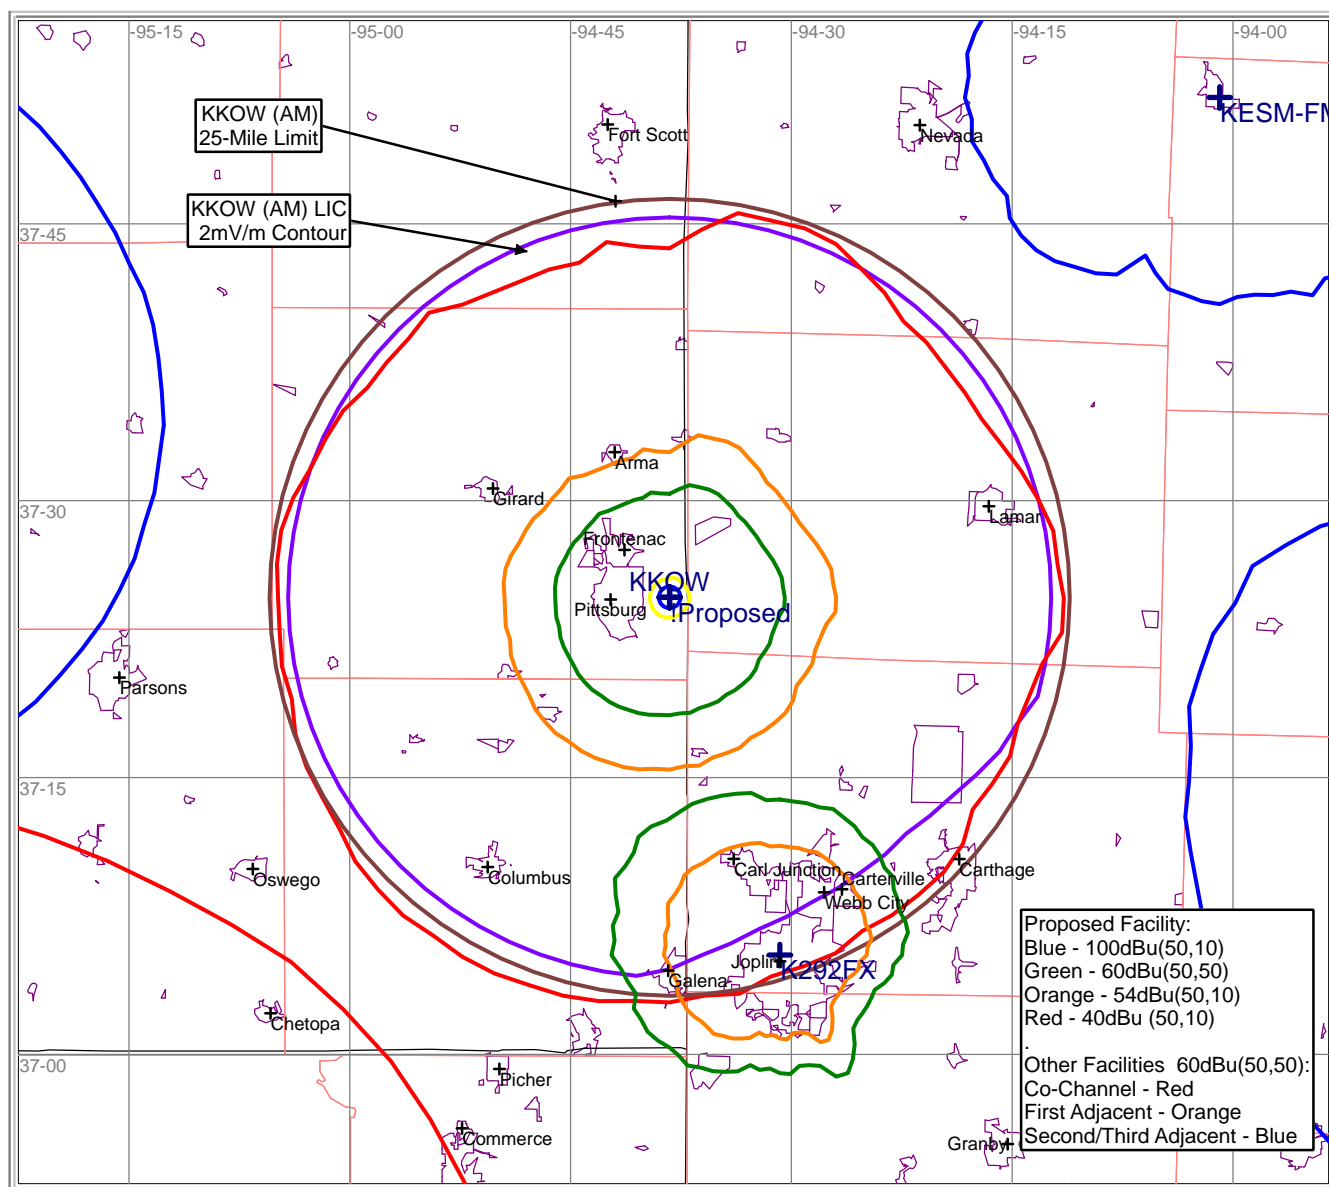 -95-15
-95-00
-94-45
-94-30
-94-15
-94-00
KKOW (AM)
25-Mile Limit
Fort Scott
Nevada
KESM-FM
KKOW (AM) LIC
2mV/m Contour
37-45
Arma
Girard
37-30
Lamar
Frontenac
KKOW
Pittsburg
!Proposed
Parsons
37-15
Oswego
Columbus
Carl Junction
Carterville
Carthage
Webb City
Joplin
K292FX
Galena
Chetopa
37-00
Picher
Commerce
Granby
Proposed Facility:
Blue - 100dBu(50,10)
Green - 60dBu(50,50)
Orange - 54dBu(50,10)
Red - 40dBu (50,10)
.
Other Facilities 60dBu(50,50):
Co-Channel - Red
First Adjacent - Orange
Second/Third Adjacent - Blue